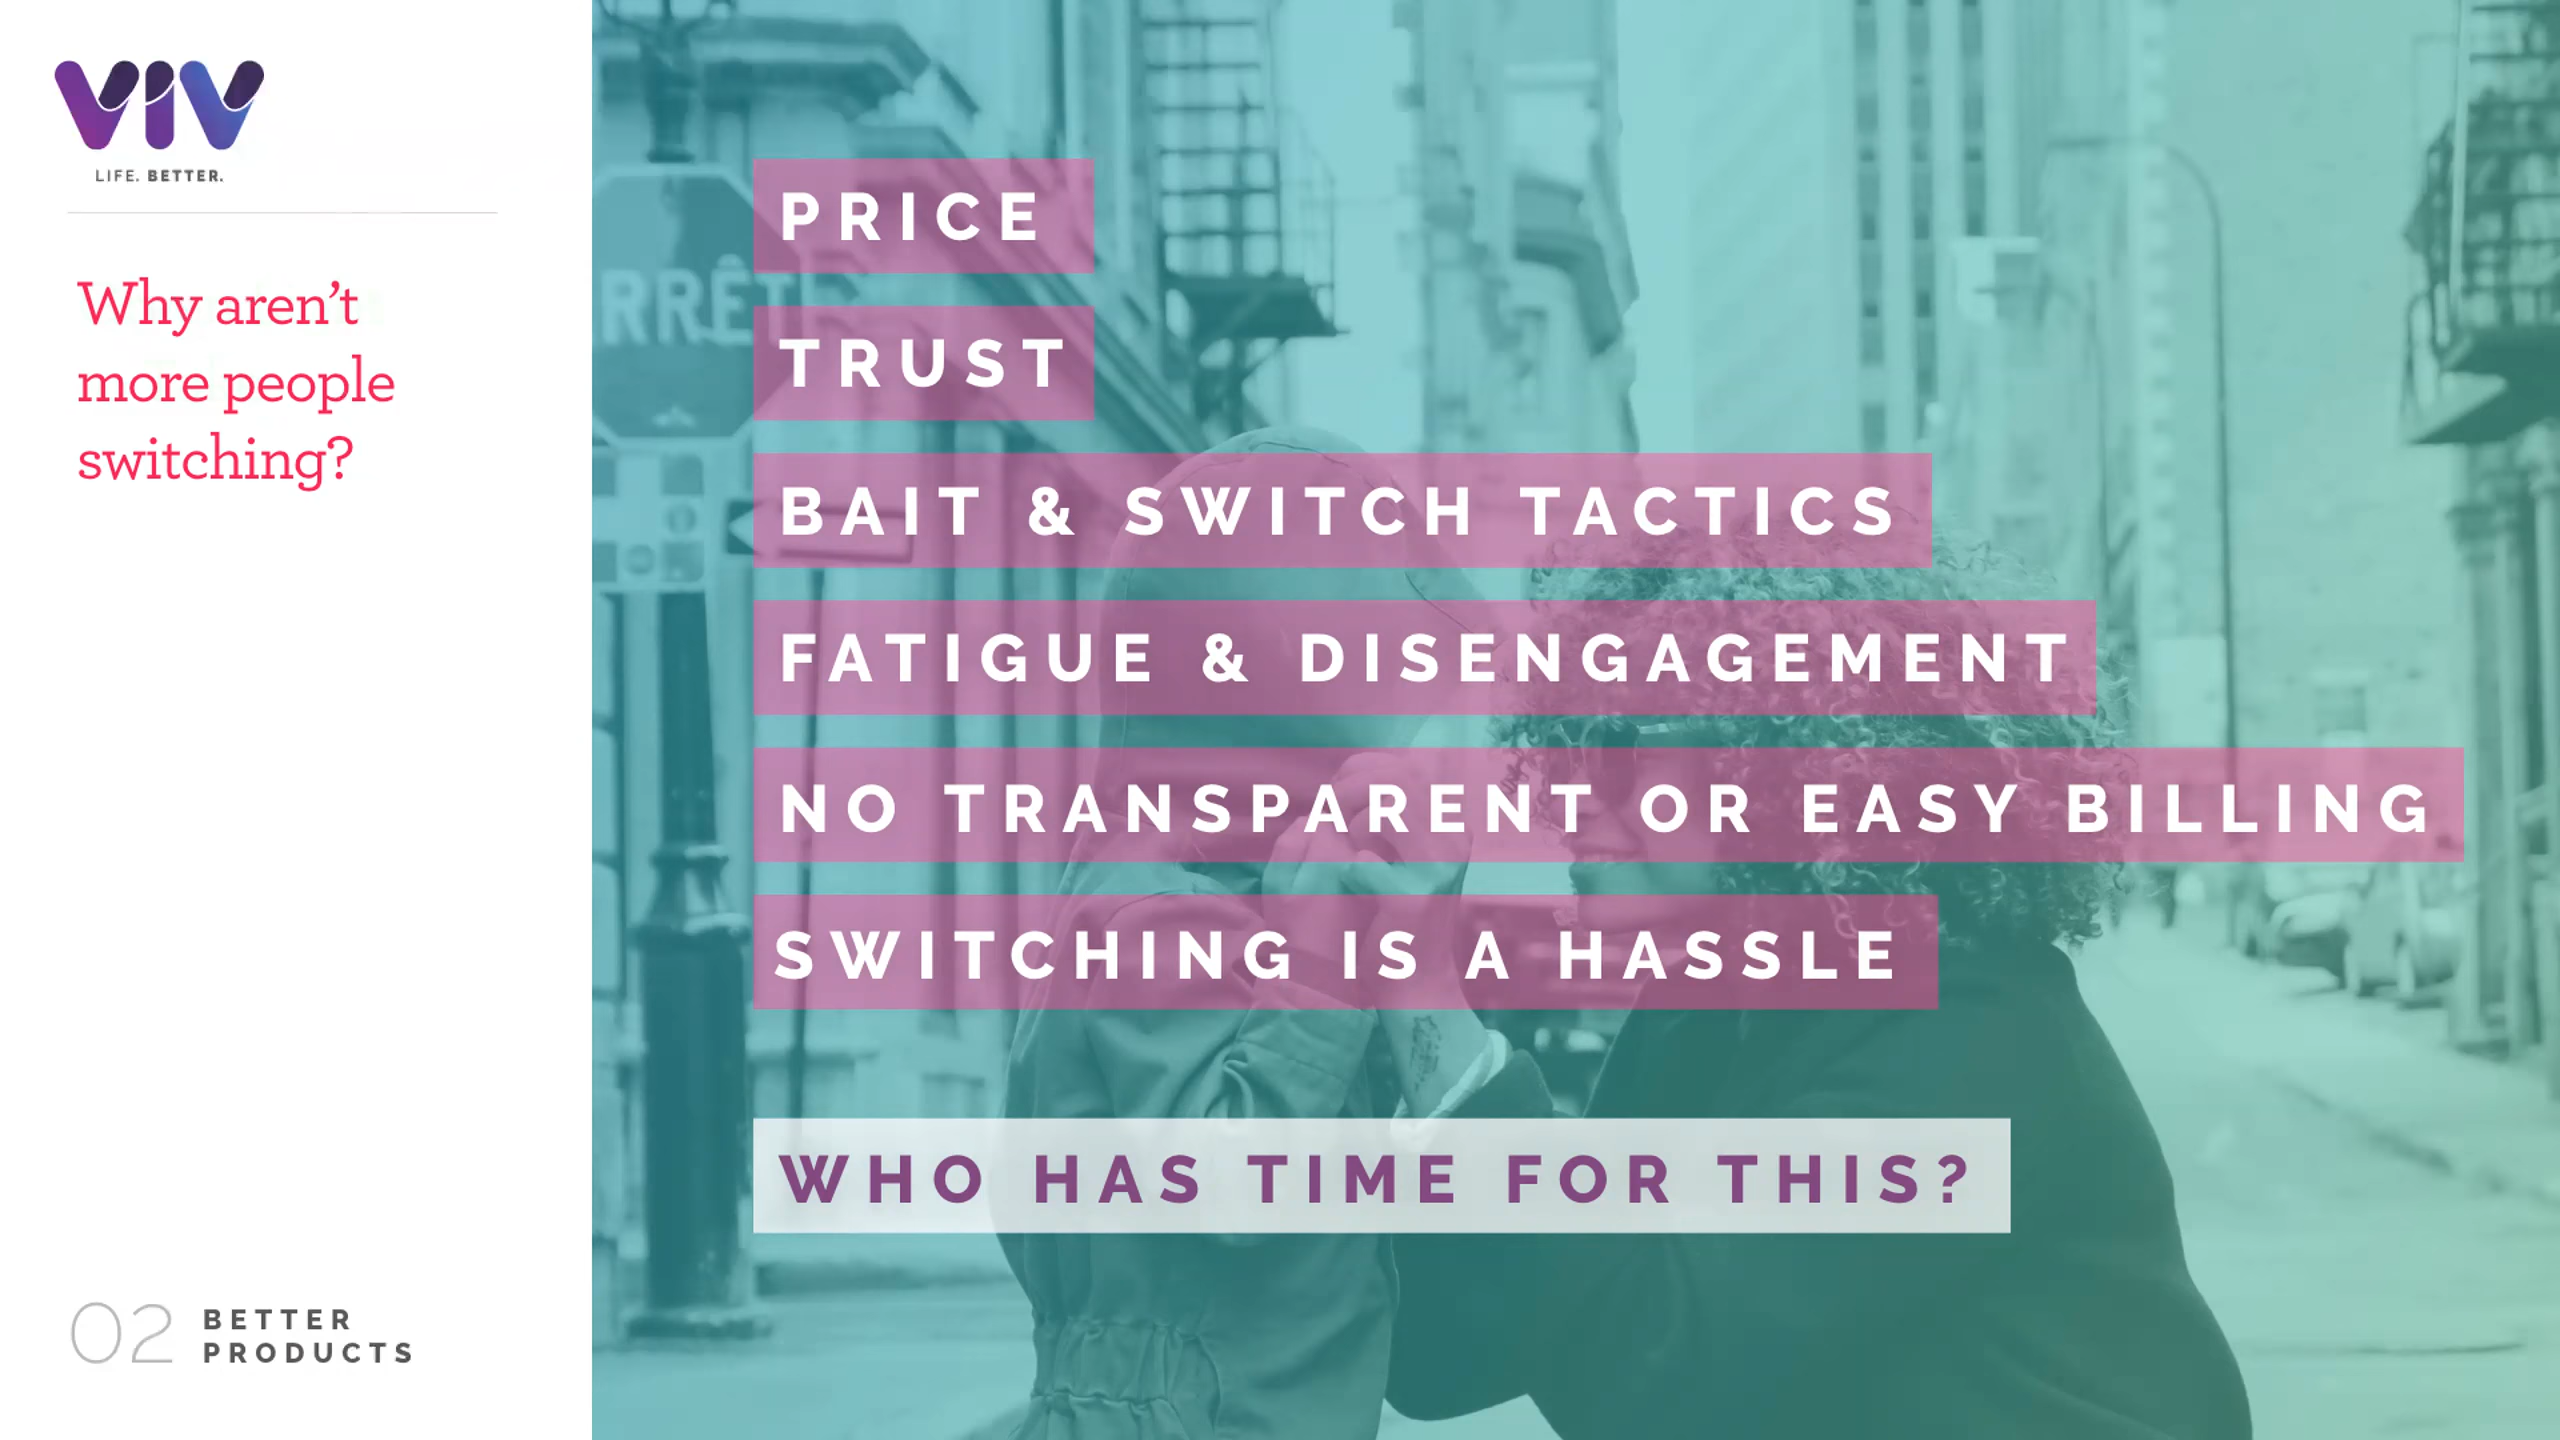 VIV
LIFE. BETTER.
Why aren't
more people
switching?
ARRÊT
PRICE
TRUST
BAIT & SWITCH TACTICS
FATIGUE & DISENGAGEMENT
NO TRANSPARENT OR EASY BILLING
SWITCHING IS A HASSLE
WHO HAS TIME FOR THIS?
02 BETTER
PRODUCTS